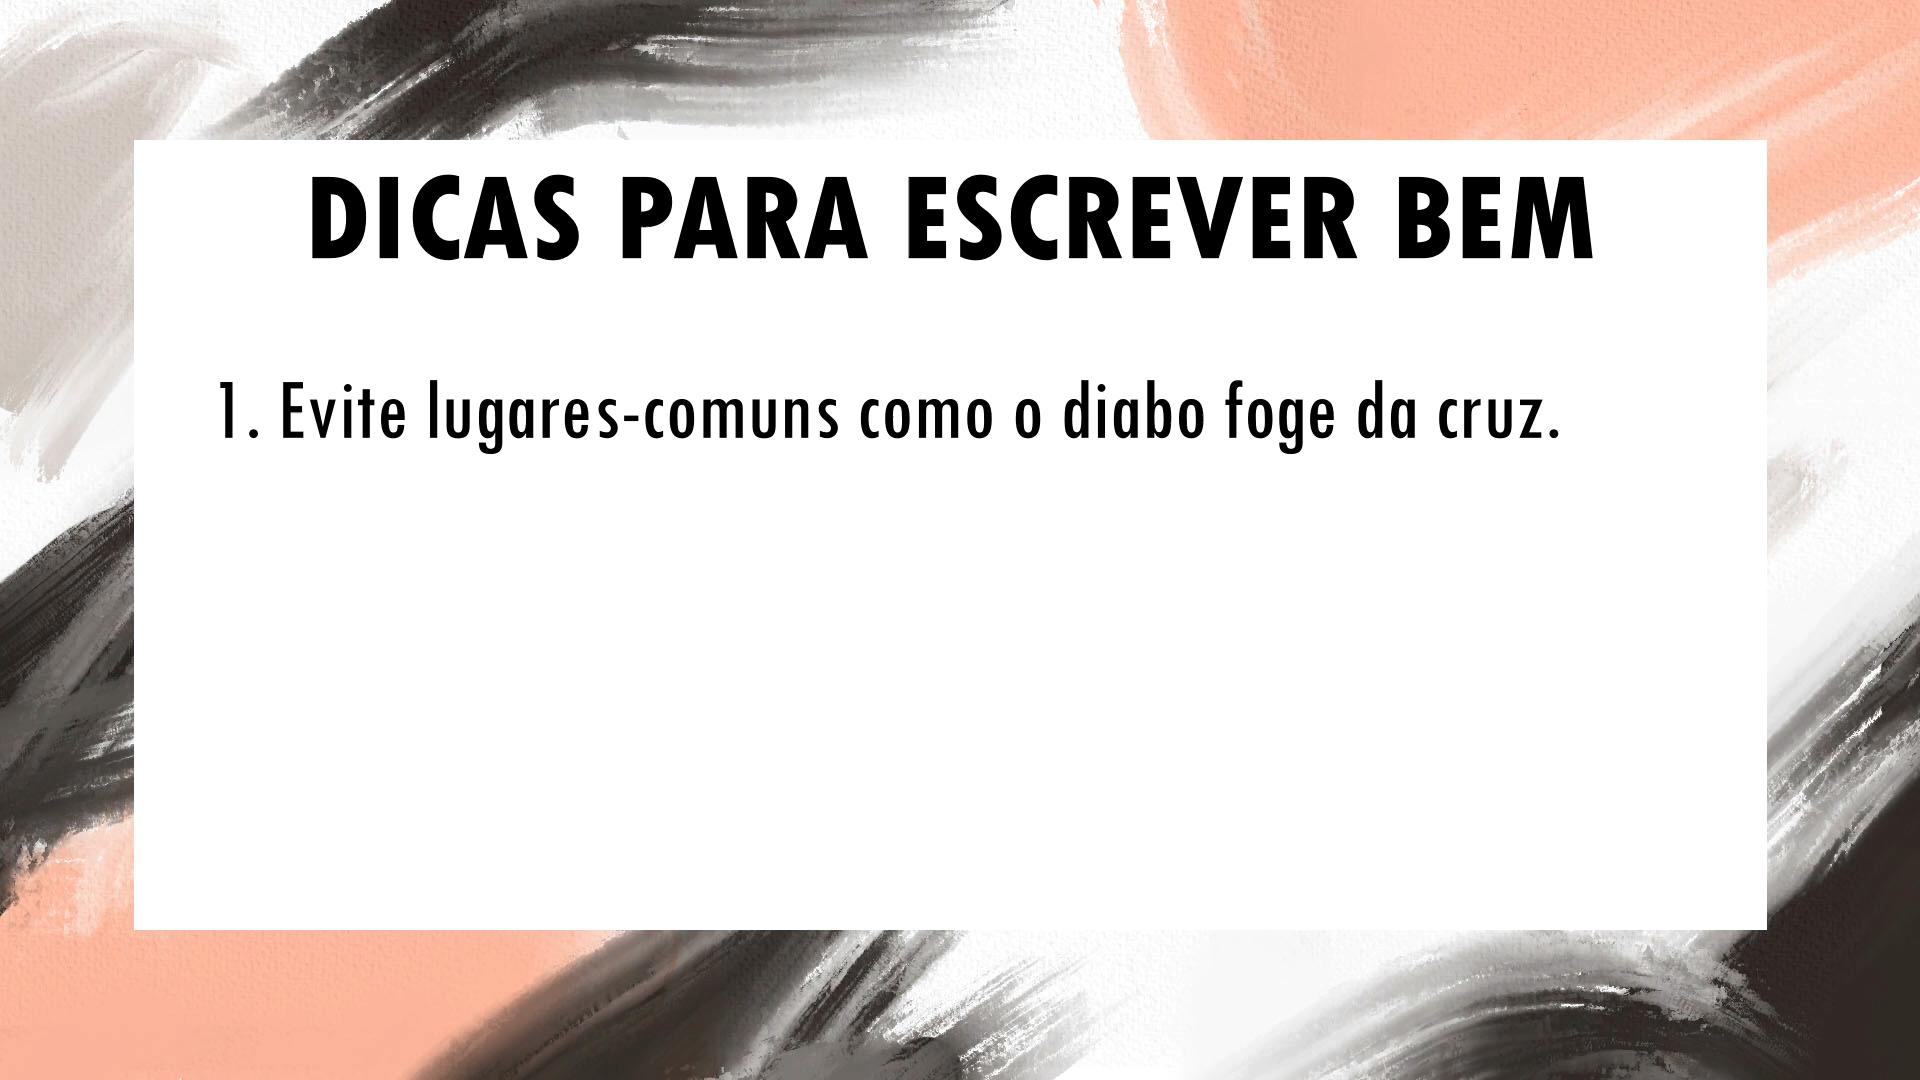 DICAS PARA ESCREVER BEM
1. Evite lugares-comuns como o diabo foge da cruz.